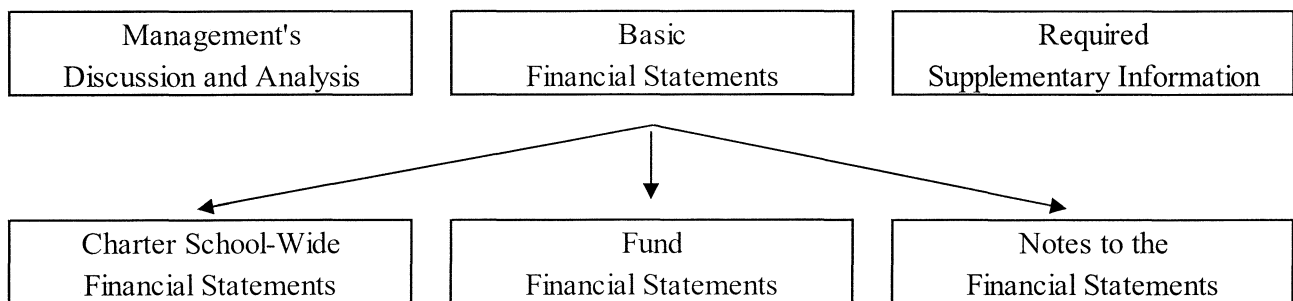 Management's
Discussion and Analysis
Basic
Financial Statements
Required
Supplementary Information
Charter School-Wide
Financial Statements
Fund
Financial Statements
Notes to the
Financial Statements